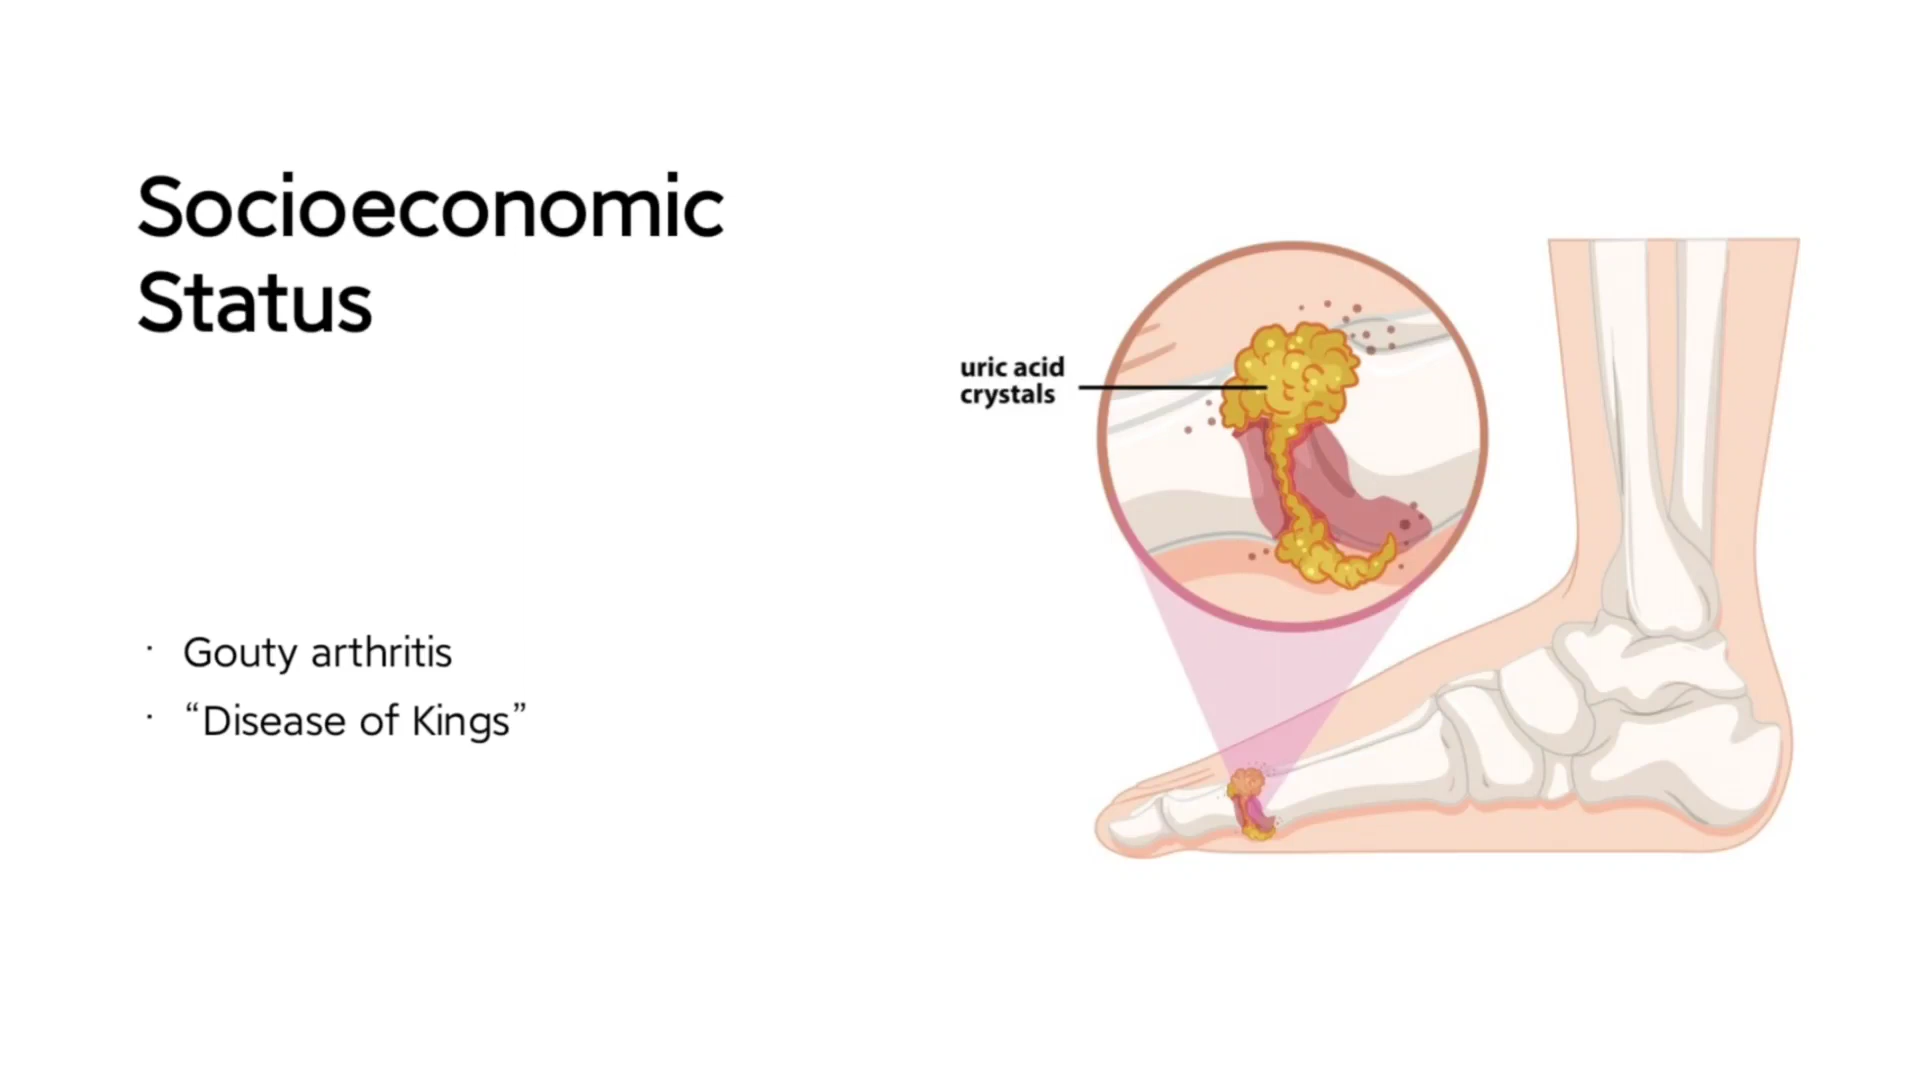 Socioeconomic
Status
uric acid
crystals
· Gouty arthritis
· “Disease of Kings”